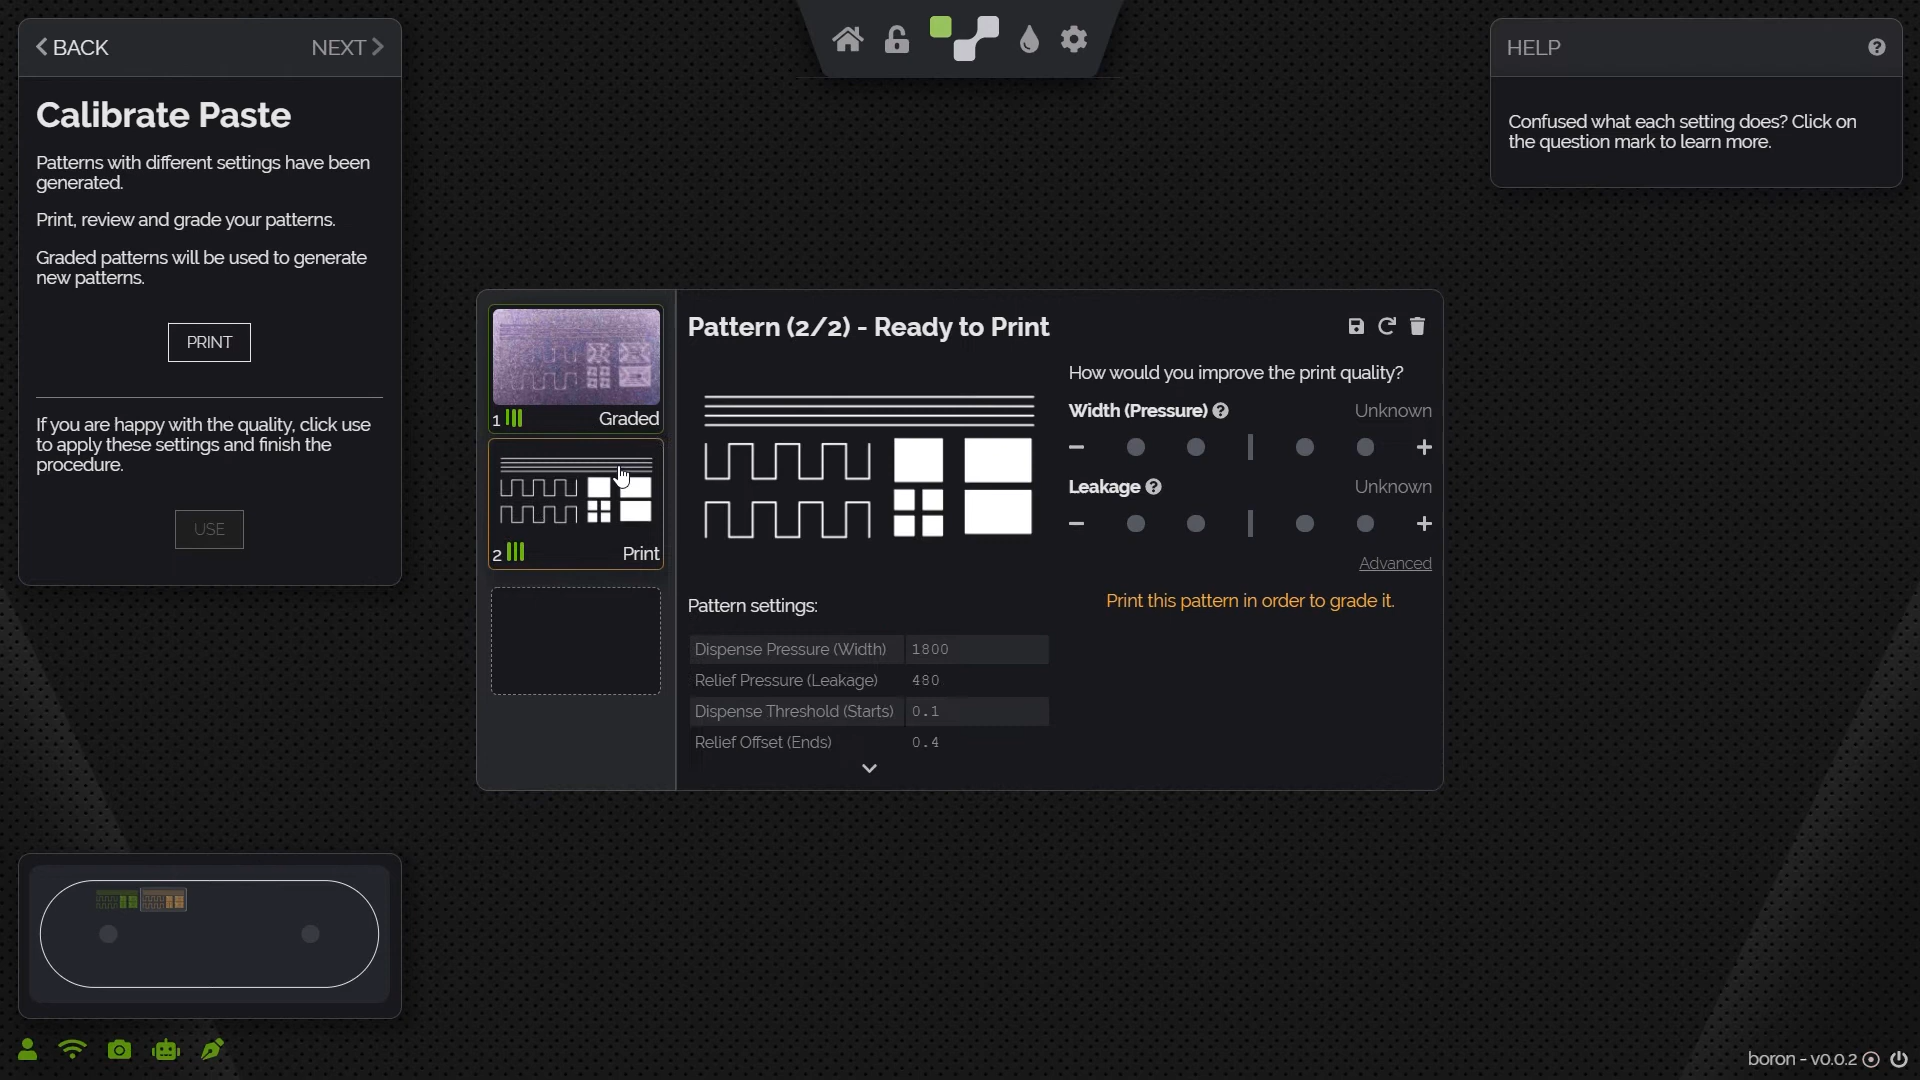 BACK
NEXT
Calibrate Paste
Patterns with different settings have been
generated.
Print, review and grade your patterns.
Graded patterns will be used to generate
new patterns.
PRINT
If you are happy with the quality, click use
to apply these settings and finish the
procedure.
USE
HELP
Confused what each setting does? Click on
the question mark to learn more.
1 Graded
2 Print
Pattern (2/2) - Ready to Print
How would you improve the print quality?
Width (Pressure) Unknown
Leakage Unknown
Advanced
Print this pattern in order to grade it.
Pattern settings:
Dispense Pressure (Width) 1800
Relief Pressure (Leakage) 480
Dispense Threshold (Starts) 0.1
Relief Offset (Ends) 0.4
boron - v0.0.2